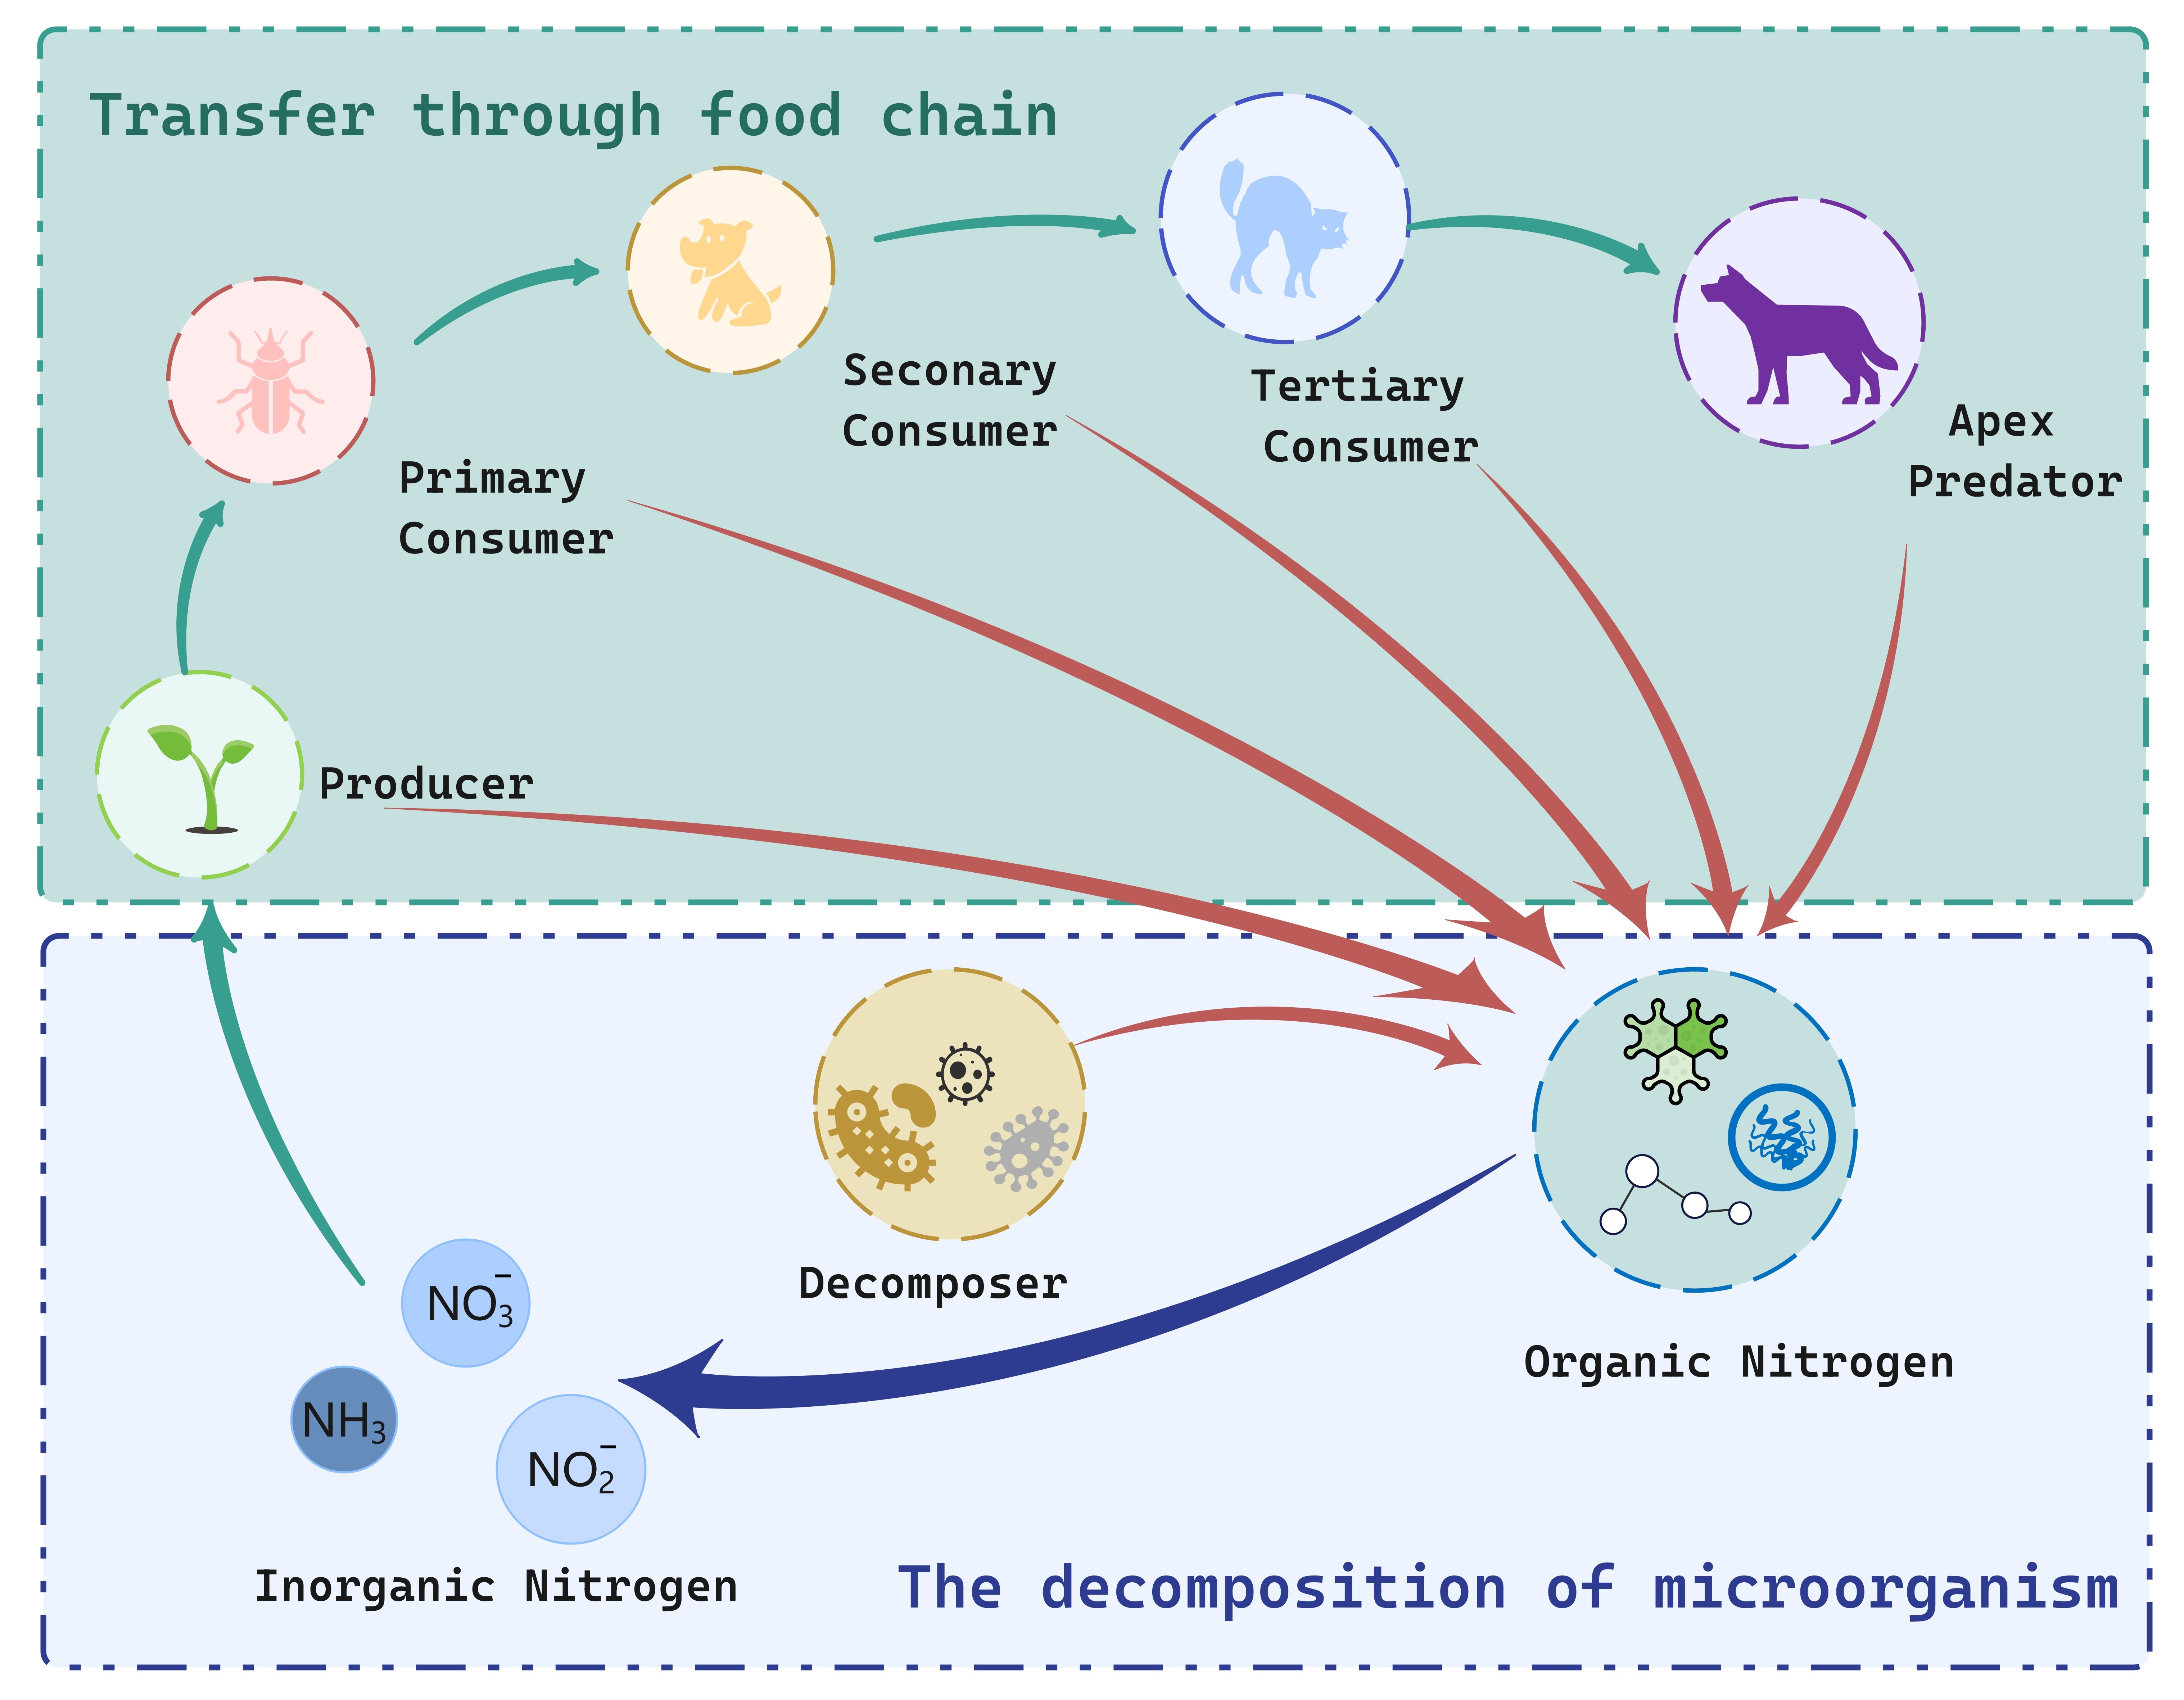 Transfer through food chain
Seconary
Consumer
Tertiary
Consumer
Apex
Predator
Primary
Consumer
Producer
Decomposer
Organic Nitrogen
NO₃⁻
NH₃
NO₂⁻
Inorganic Nitrogen
The decomposition of microorganism